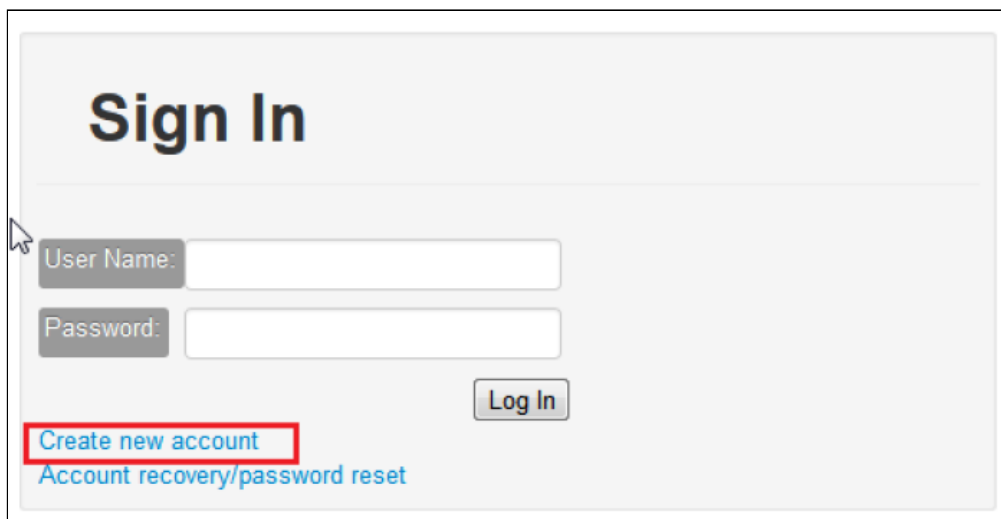 Sign In
User Name:
Password:
Log In
Create new account
Account recovery/password reset